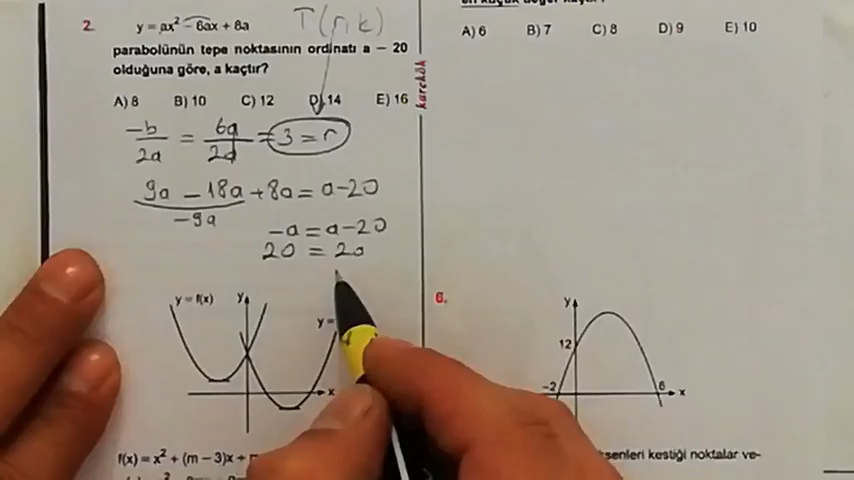 2. y = ax² - 6ax + 8a
T(r,k)
parabolünün tepe noktasının ordinatı a - 20
olduğuna göre, a kaçtır?
A) 8 B) 10 C) 12 D) 14 E) 16
-b/2a = 6a/2a = 3 = r
9a - 18a + 8a = a-20
-9a
-a = a-20
20 = 2a
y = f(x) y
y =
x
f(x) = x² + (m - 3)x +
karekök
A) 6 B) 7 C) 8 D) 9 E) 10
6.
y
12
-2 6 x
kestiği noktalar ve-